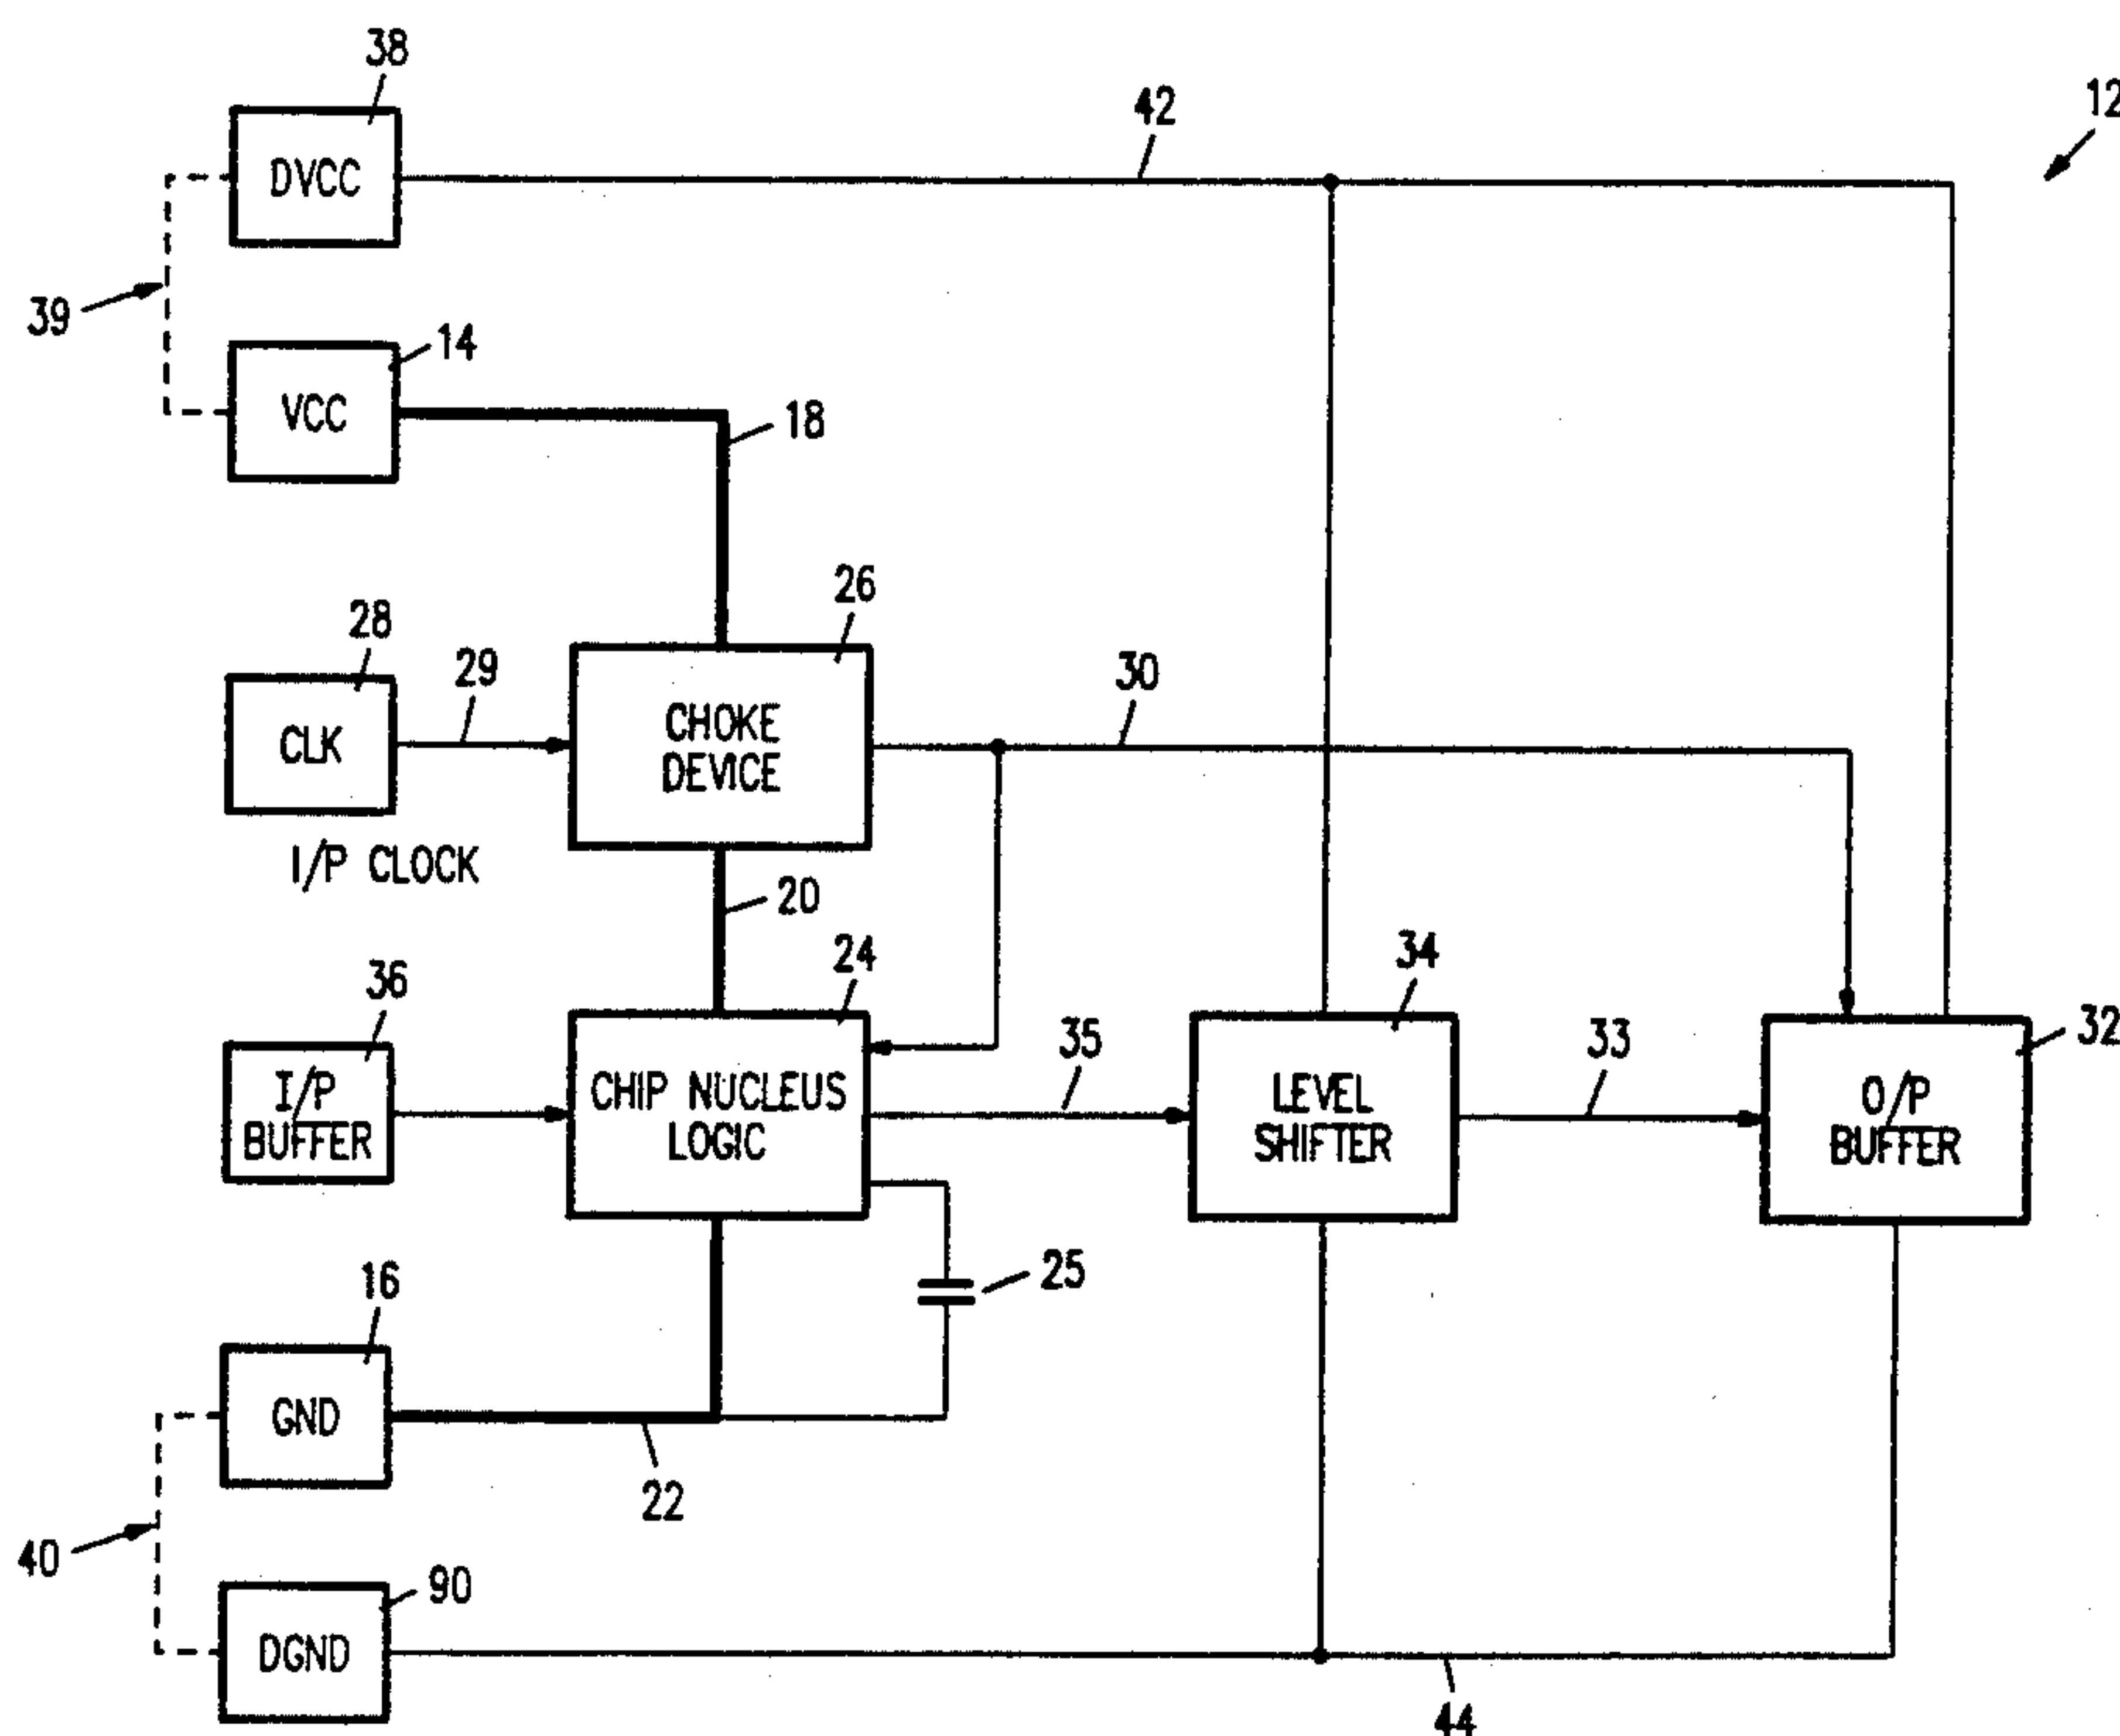 38
42
12
DVCC
39
14
VCC
18
26
28
29
30
CLK
CHOKE
DEVICE
I/P CLOCK
20
24
34
36
35
33
32
I/P
BUFFER
CHIP NUCLEUS
LOGIC
LEVEL
SHIFTER
O/P
BUFFER
16
25
GND
22
40
90
DGND
44